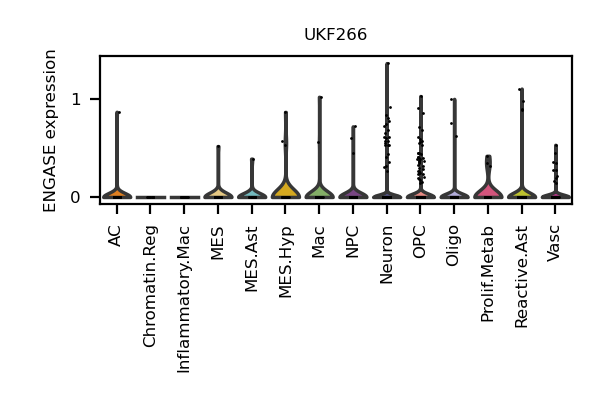 UKF266
ENGASE expression
1
0
AC
Chromatin.Reg
Inflammatory.Mac
MES
MES.Ast
MES.Hyp
Mac
NPC
Neuron
OPC
Oligo
Prolif.Metab
Reactive.Ast
Vasc